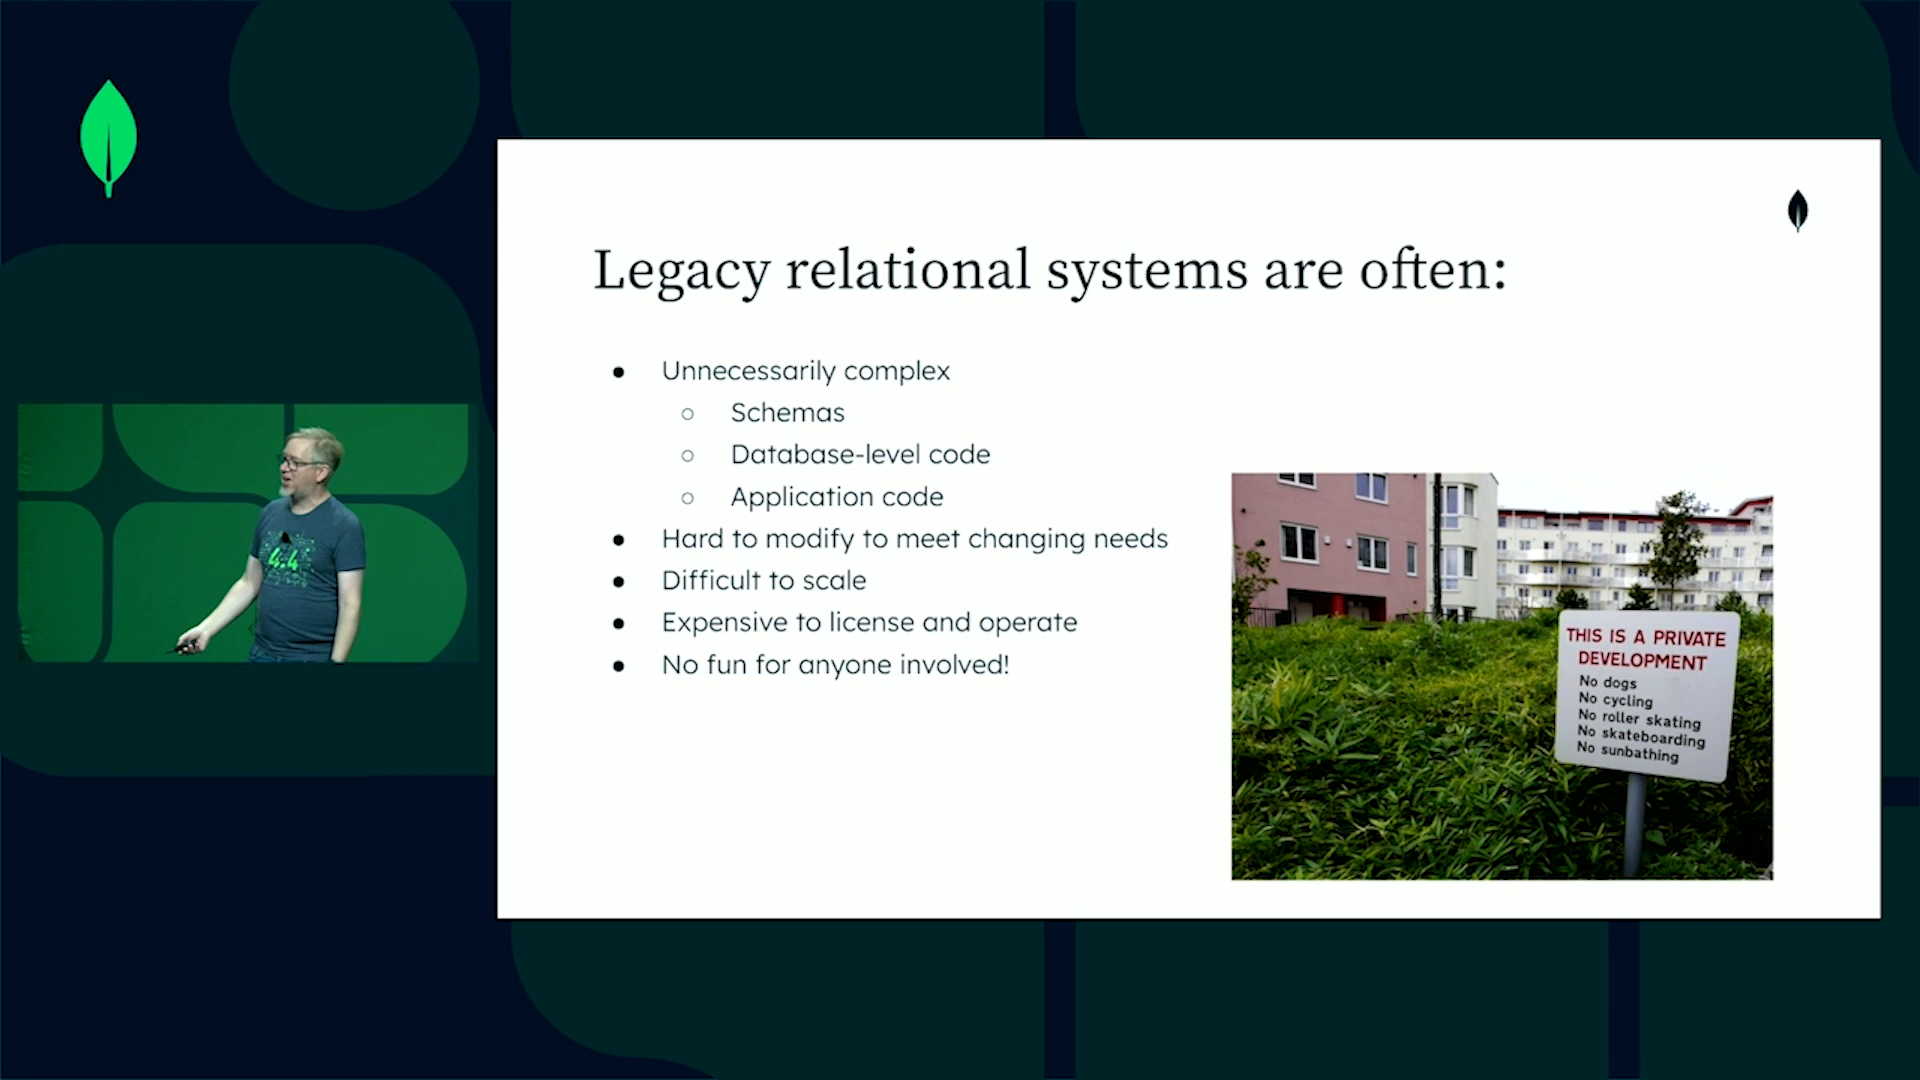 Legacy relational systems are often:
● Unnecessarily complex
○ Schemas
○ Database-level code
○ Application code
● Hard to modify to meet changing needs
● Difficult to scale
● Expensive to license and operate
● No fun for anyone involved!
THIS IS A PRIVATE
DEVELOPMENT
No dogs
No cycling
No roller skating
No skateboarding
No sunbathing
4.4